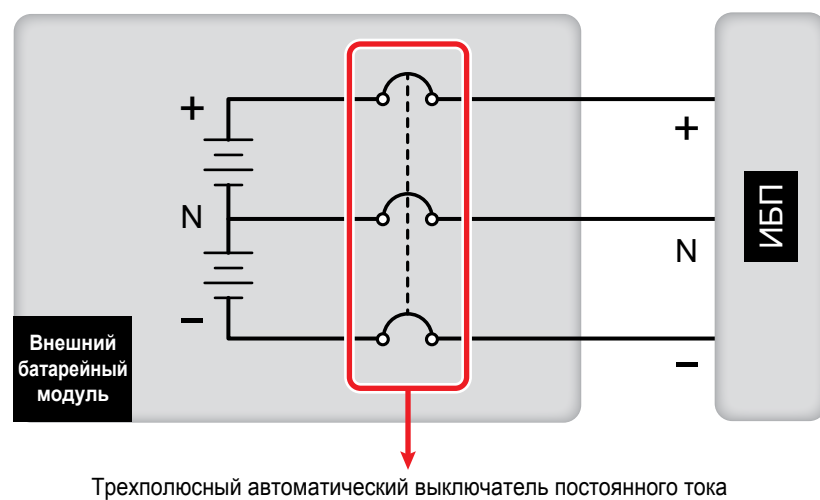 +
N
–
Внешний
батарейный
модуль
+
N
–
ИБП
Трехполюсный автоматический выключатель постоянного тока